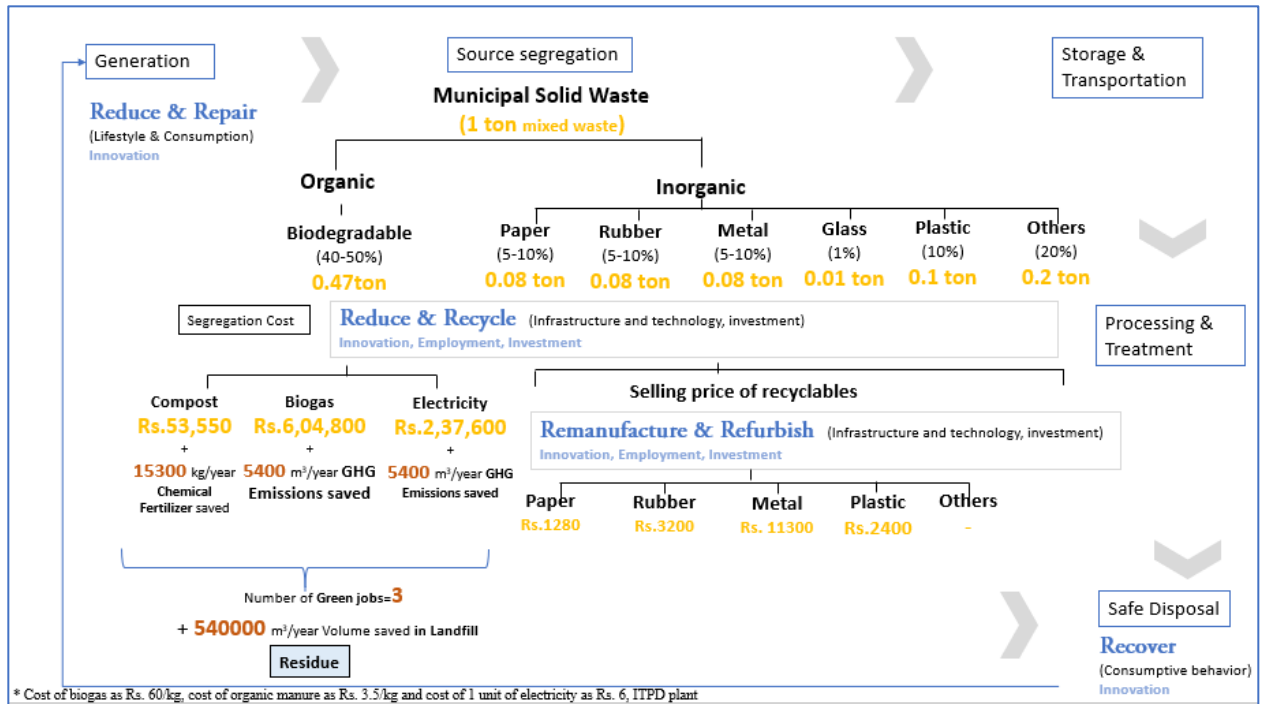 Generation
Source segregation
Storage &
Transportation
Reduce & Repair
(Lifestyle & Consumption)
Innovation
Municipal Solid Waste
(1 ton mixed waste)
Organic
Inorganic
Biodegradable
(40-50%)
0.47ton
Paper
(5-10%)
0.08 ton
Rubber
(5-10%)
0.08 ton
Metal
(5-10%)
0.08 ton
Glass
(1%)
0.01 ton
Plastic
(10%)
0.1 ton
Others
(20%)
0.2 ton
Segregation Cost
Reduce & Recycle (Infrastructure and technology, investment)
Innovation, Employment, Investment
Processing &
Treatment
Compost
Rs.53,550
+
15300 kg/year
Chemical
Fertilizer saved
Biogas
Rs.6,04,800
+
5400 m³/year GHG
Emissions saved
Electricity
Rs.2,37,600
+
5400 m³/year GHG
Emissions saved
Selling price of recyclables
Remanufacture & Refurbish (Infrastructure and technology, investment)
Innovation, Employment, Investment
Paper
Rs.1280
Rubber
Rs.3200
Metal
Rs. 11300
Plastic
Rs.2400
Others
-
Number of Green jobs=3
+ 540000 m³/year Volume saved in Landfill
Residue
Safe Disposal
Recover
(Consumptive behavior)
Innovation
* Cost of biogas as Rs. 60/kg, cost of organic manure as Rs. 3.5/kg and cost of 1 unit of electricity as Rs. 6, ITPD plant